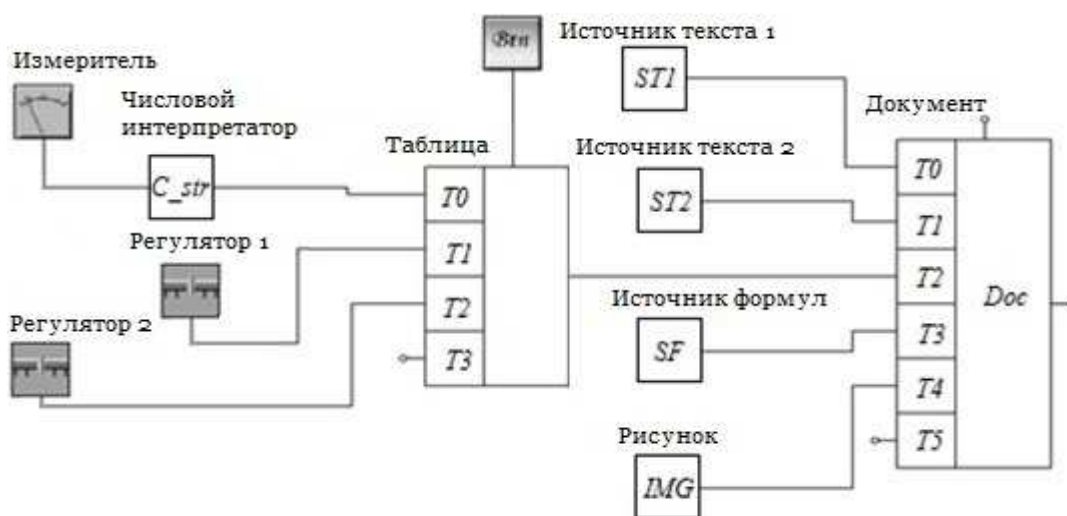 Измеритель
Числовой
интерпретатор
C_str
Регулятор 1
Регулятор 2
Btn
Таблица
T0
T1
T2
T3
Источник текста 1
ST1
Источник текста 2
ST2
Источник формул
SF
Рисунок
IMG
Документ
T0
T1
T2
T3
T4
T5
Doc